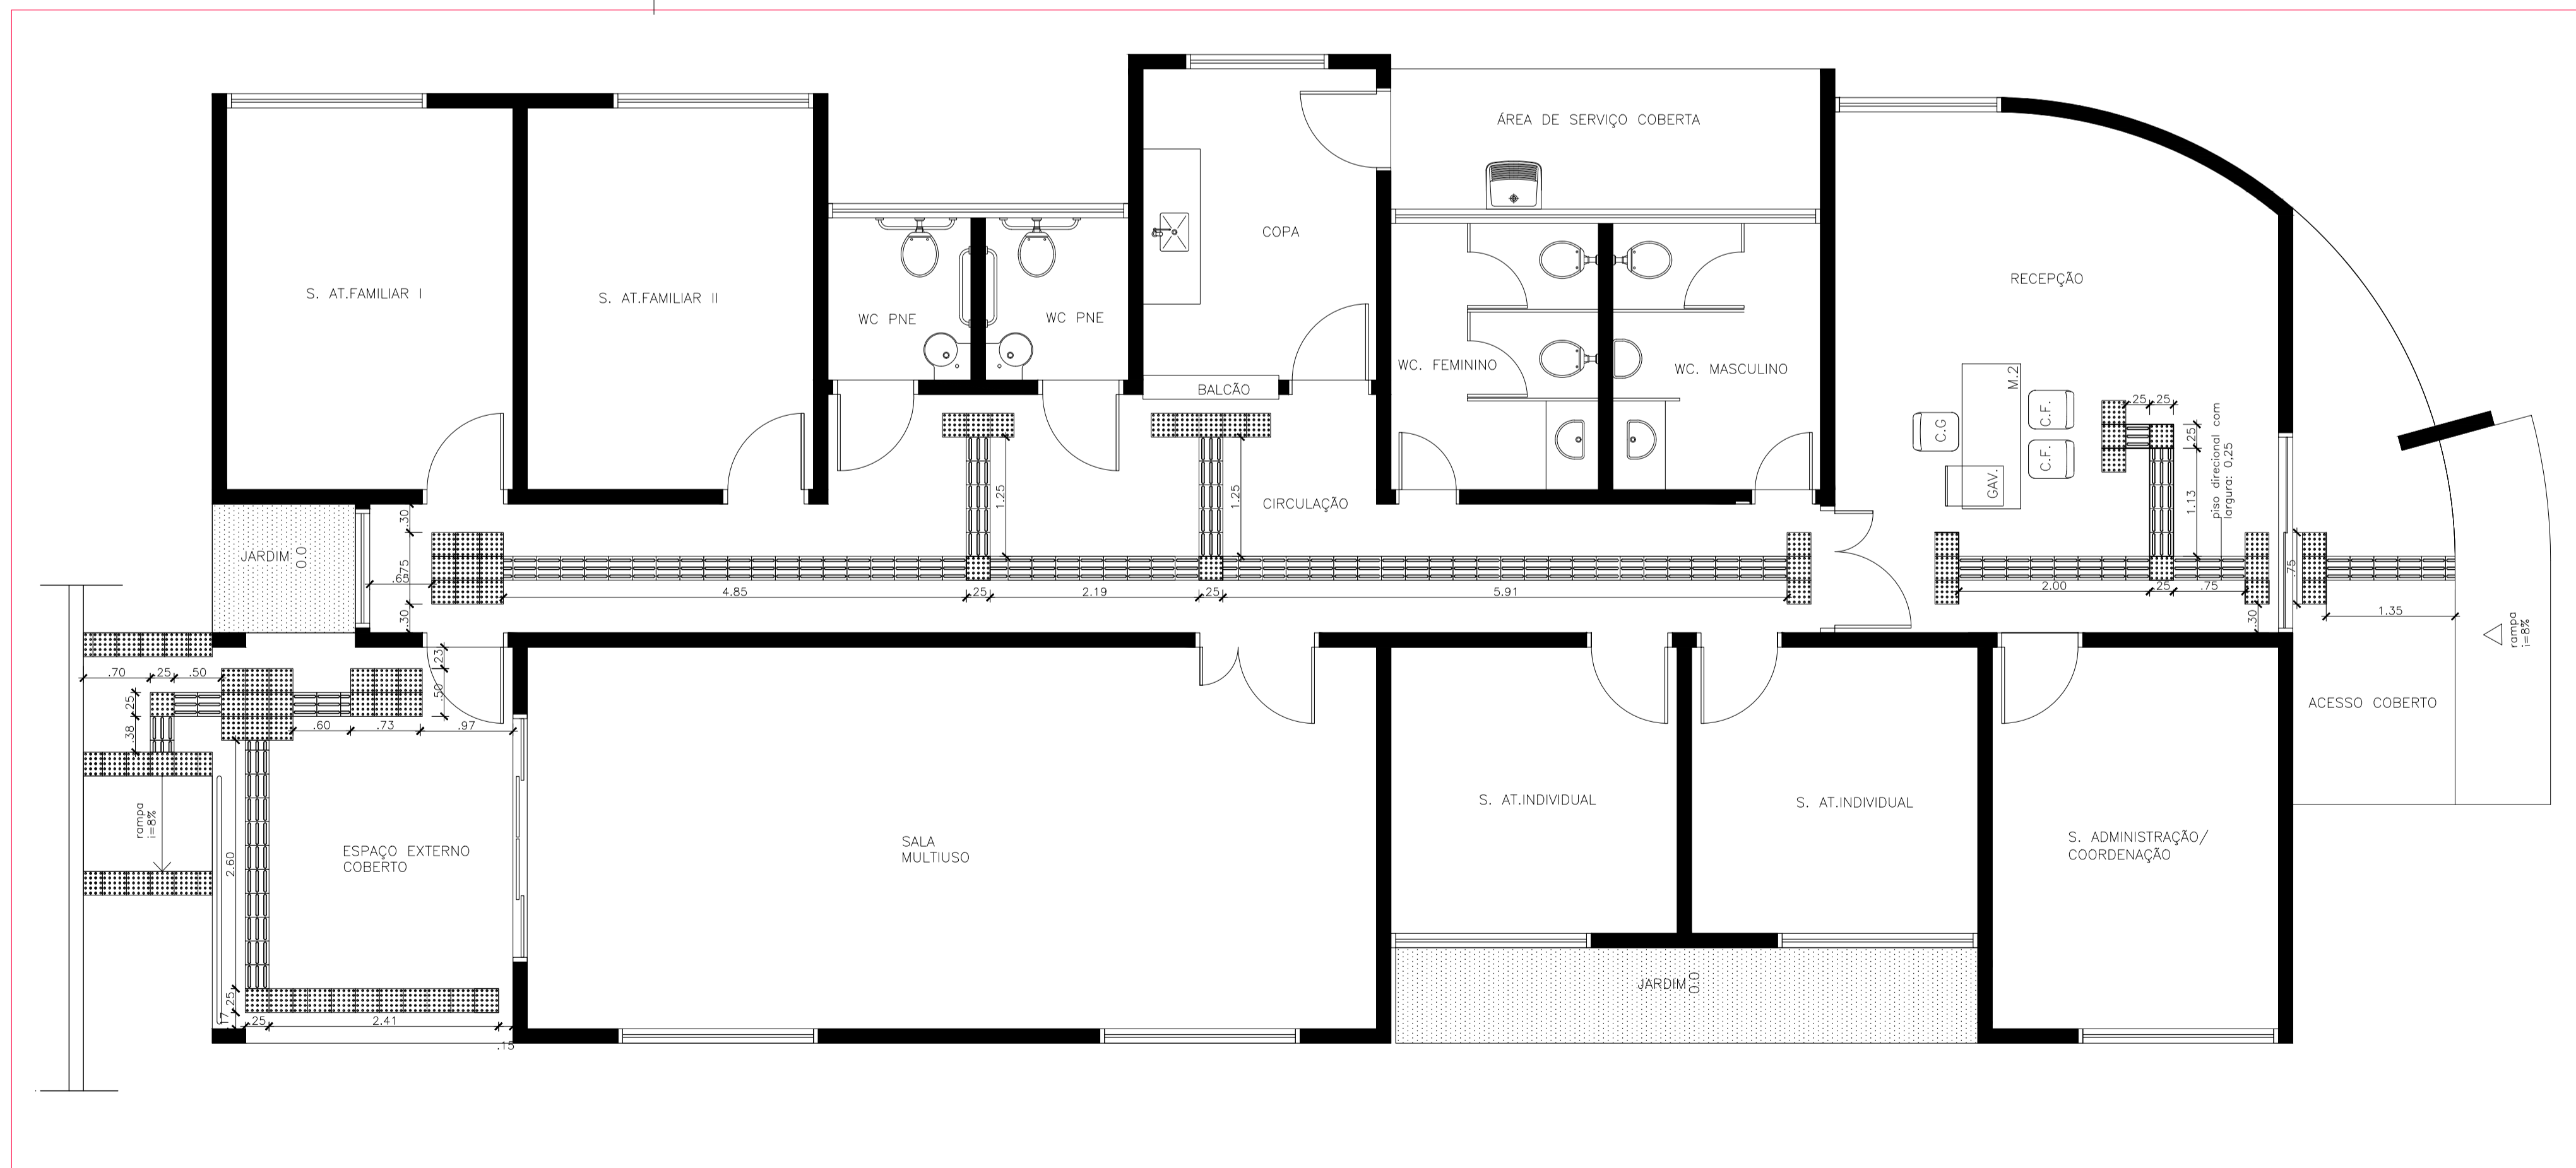 ÁREA DE SERVIÇO COBERTA
COPA
RECEPÇÃO
S. AT.FAMILIAR I
S. AT.FAMILIAR II
WC PNE
WC PNE
WC. FEMININO
WC. MASCULINO
BALCÃO
M.2
C.G
C.F.
C.F.
GAV.
.25
.25
.25
1.13
piso direcional com
largura: 0,25
CIRCULAÇÃO
1.25
1.25
JARDIM
0.0
.30
.75
.65
.30
4.85
.25
2.19
.25
5.91
2.00
.25
.75
.30
.75
1.35
rampa
i=8%
ACESSO COBERTO
.70
.25
.50
.25
.38
.23
.50
.60
.73
.97
rampa
i=8%
2.60
ESPAÇO EXTERNO
COBERTO
SALA
MULTIUSO
S. AT.INDIVIDUAL
S. AT.INDIVIDUAL
S. ADMINISTRAÇÃO/
COORDENAÇÃO
JARDIM
0.0
.25
.17
.25
2.41
.15